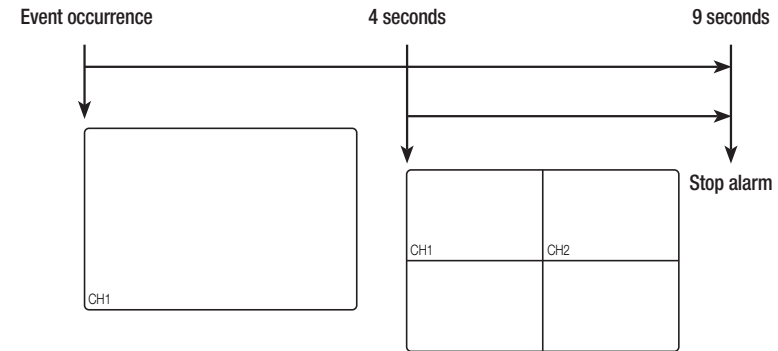 Event occurrence
4 seconds
9 seconds
Stop alarm
CH1
CH2
CH1